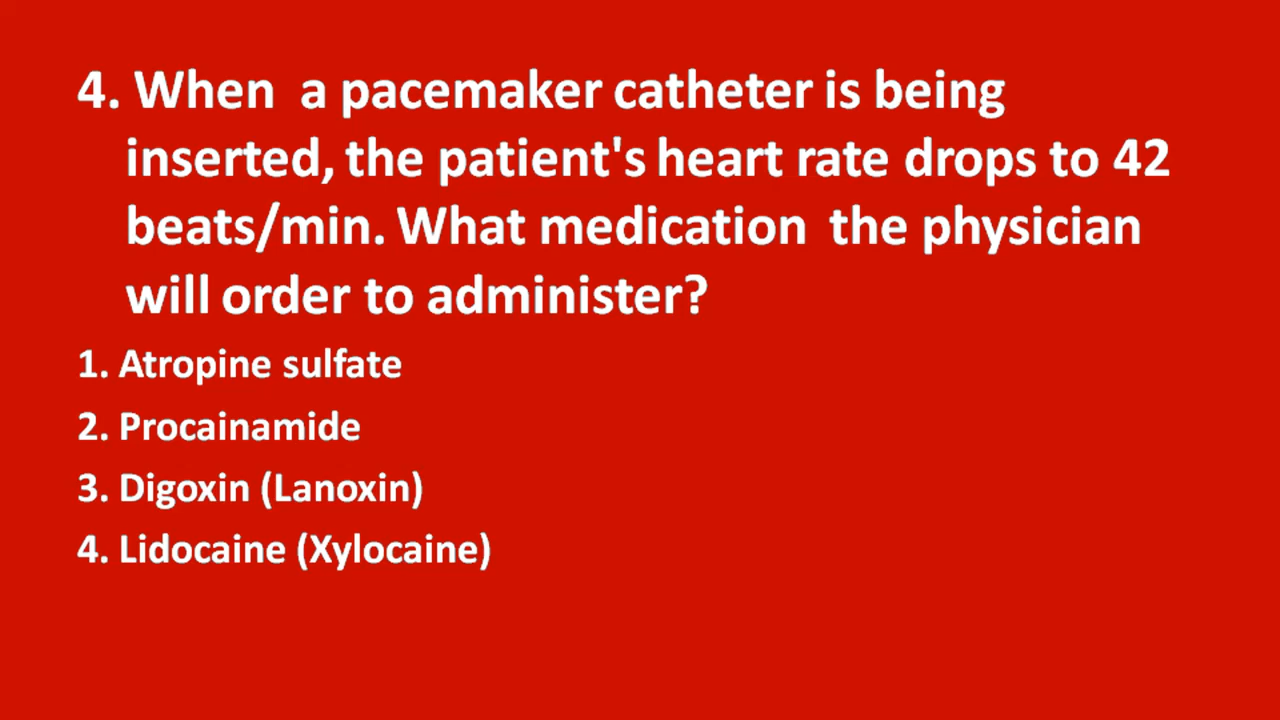 4. When a pacemaker catheter is being
inserted, the patient's heart rate drops to 42
beats/min. What medication the physician
will order to administer?
1. Atropine sulfate
2. Procainamide
3. Digoxin (Lanoxin)
4. Lidocaine (Xylocaine)